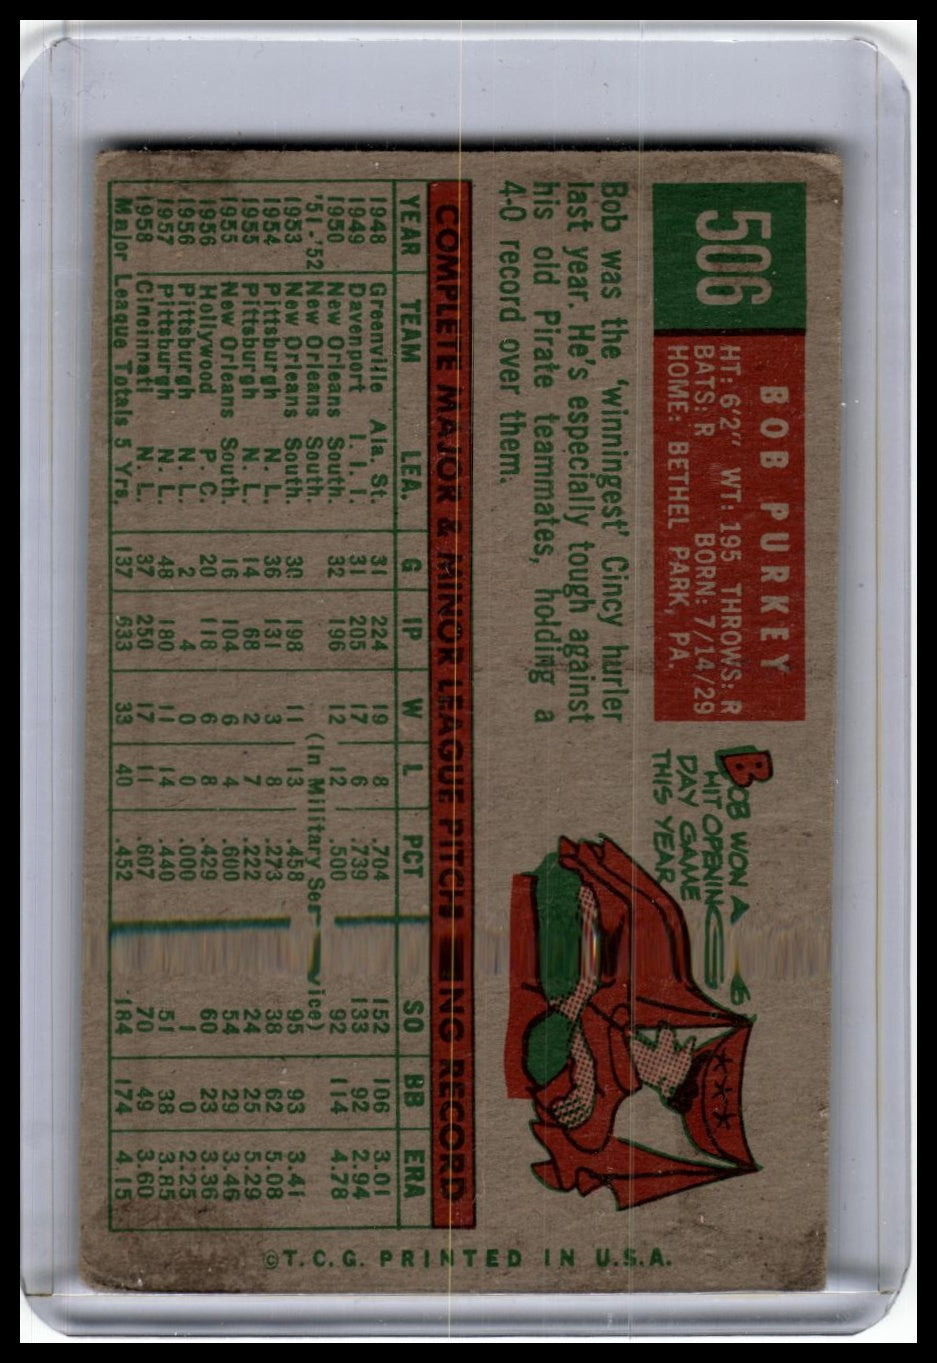 506
BOB PURKEY
HT: 6'2" WT: 195 THROWS: R
BATS: R BORN: 7/14/29
HOME: BETHEL PARK, PA.
Bob was the 'winningest' Cincy hurler
last year. He's especially tough against
his old Pirate teammates, holding a
4-0 record over them.
BOB WON A
HIT OPENING
DAY GAME
THIS YEAR
6
COMPLETE MAJOR & MINOR LEAGUE PITCHING RECORD
YEAR TEAM LEA. G IP W L PCT SO BB ERA
1948 Greenville Ala. St. 31 224 19 8 .704 152 106 3.01
1949 Davenport I. I. I. 31 205 17 6 .739 133 92 2.94
1950 New Orleans South. 32 196 12 12 .500 92 114 4.78
'51-'52 New Orleans South. (In Military Service)
1953 New Orleans South. 30 198 11 13 .458 95 93 3.41
1954 Pittsburgh N. L. 36 131 3 8 .273 38 62 5.08
1955 Pittsburgh N. L. 14 68 2 7 .222 24 25 5.29
1955 New Orleans South. 16 104 6 4 .600 54 29 3.46
1956 Hollywood P. C. 20 118 6 8 .429 60 23 3.36
1956 Pittsburgh N. L. 2 4 0 0 .000 1 0 2.25
1957 Pittsburgh N. L. 48 180 11 14 .440 51 38 3.85
1958 Cincinnati N. L. 37 250 17 11 .607 70 49 3.60
Major League Totals 5 Yrs. 137 633 33 40 .452 184 174 4.15
©T.C.G. PRINTED IN U.S.A.